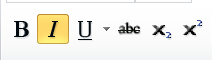 B I U abc x₂ x²